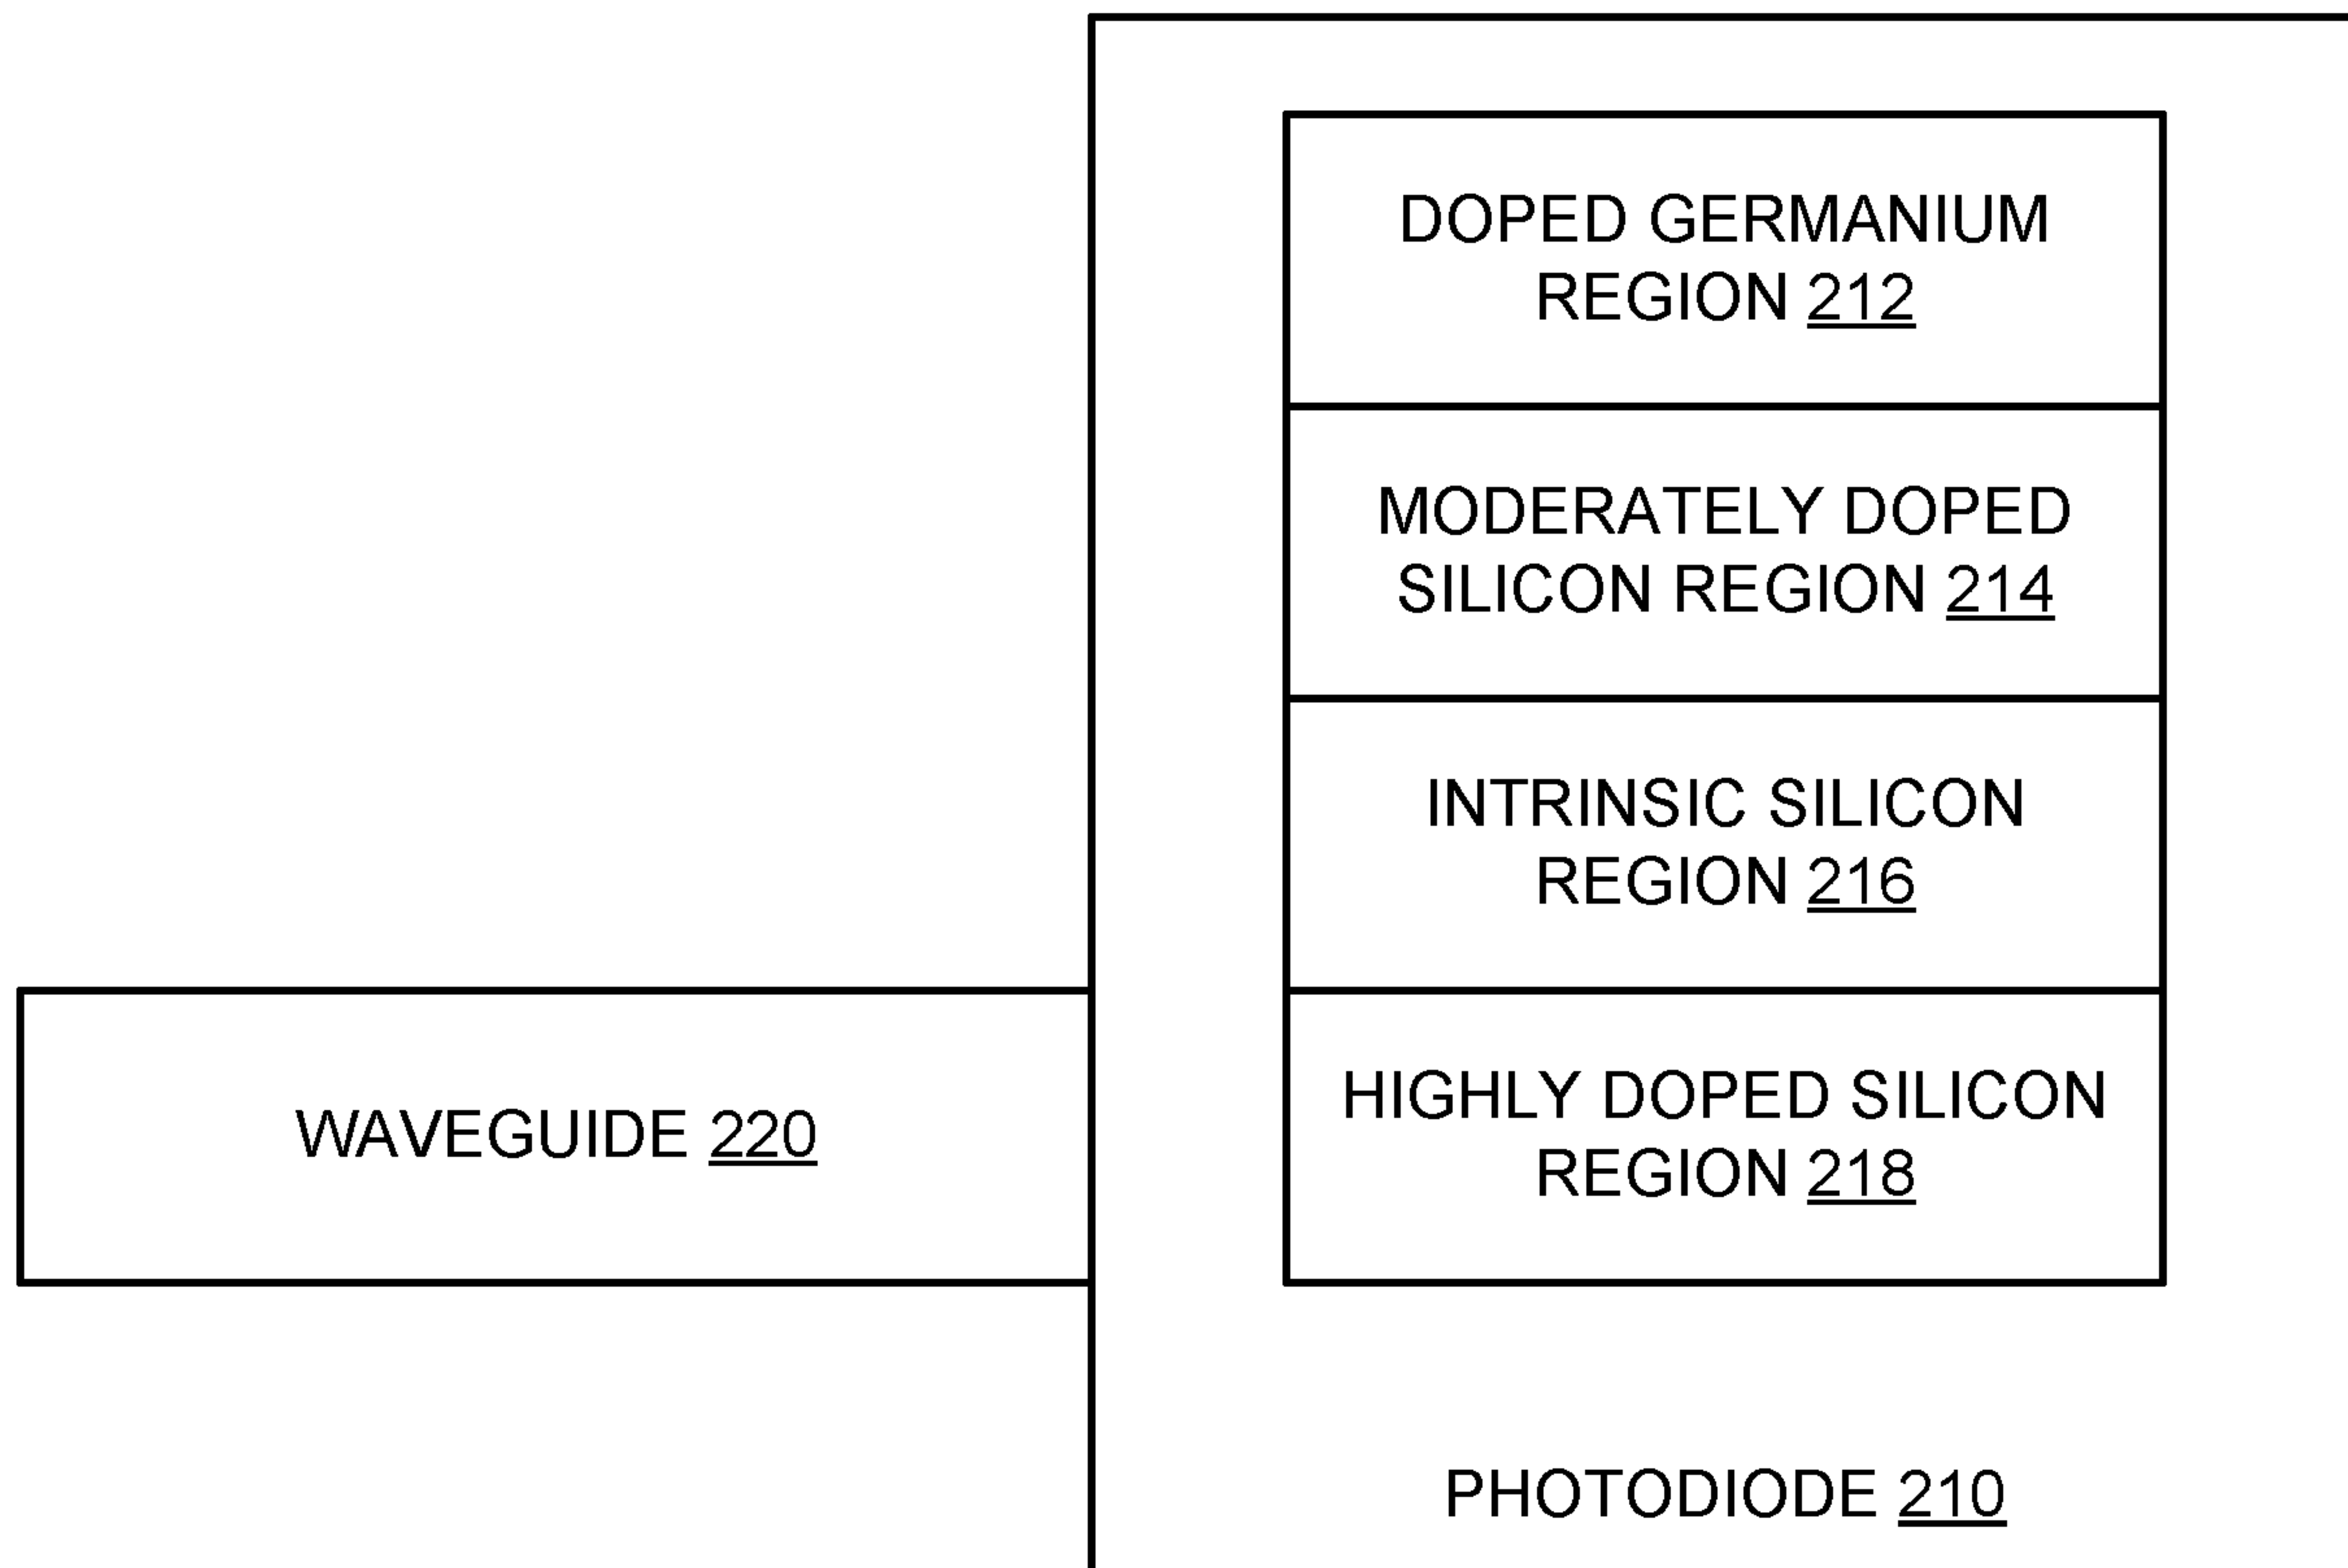 DOPED GERMANIUM
REGION 212
MODERATELY DOPED
SILICON REGION 214
INTRINSIC SILICON
REGION 216
WAVEGUIDE 220
HIGHLY DOPED SILICON
REGION 218
PHOTODIODE 210